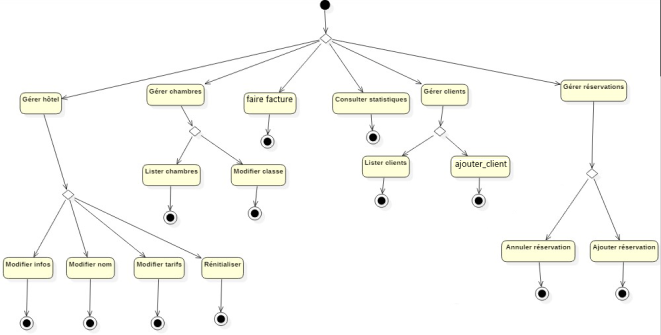 Gérer hôtel
Gérer chambres
faire facture
Consulter statistiques
Gérer clients
Gérer réservations
Lister chambres
Modifier classe
Lister clients
ajouter_client
Annuler réservation
Ajouter réservation
Modifier infos
Modifier nom
Modifier tarifs
Rénitialiser